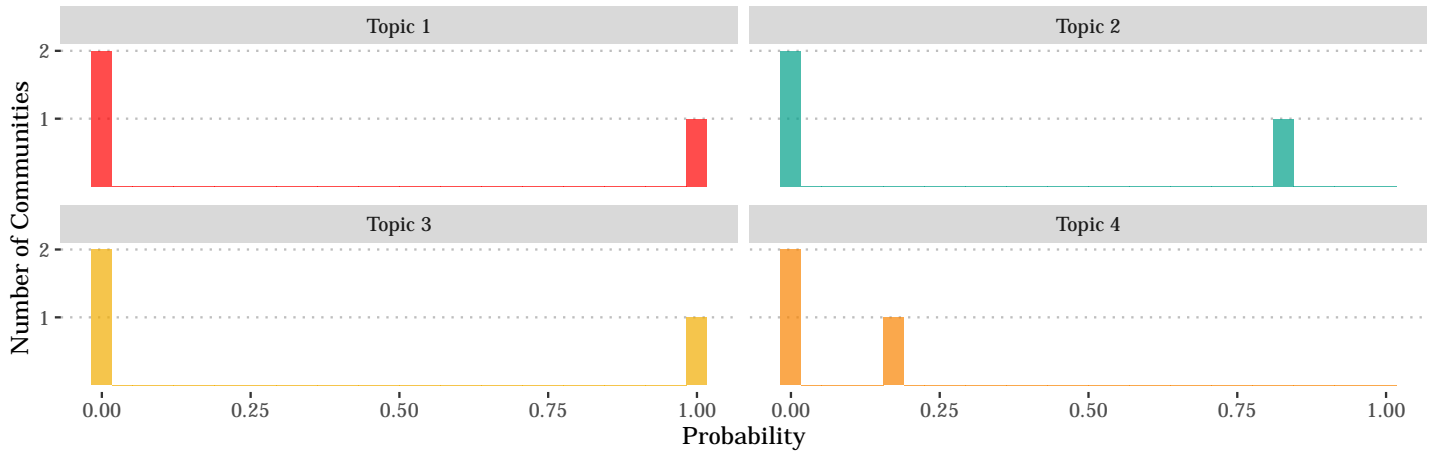 Topic 1
Topic 2
2
1
Topic 3
Topic 4
2
1
0.00 0.25 0.50 0.75 1.00 0.00 0.25 0.50 0.75 1.00
Probability
Number of Communities